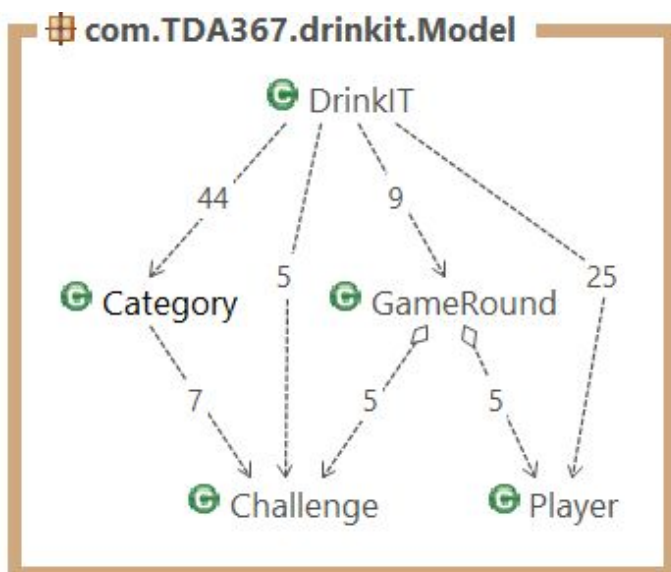 com.TDA367.drinkit.Model
DrinkIT
44
9
5
25
Category
GameRound
7
5
5
Challenge
Player